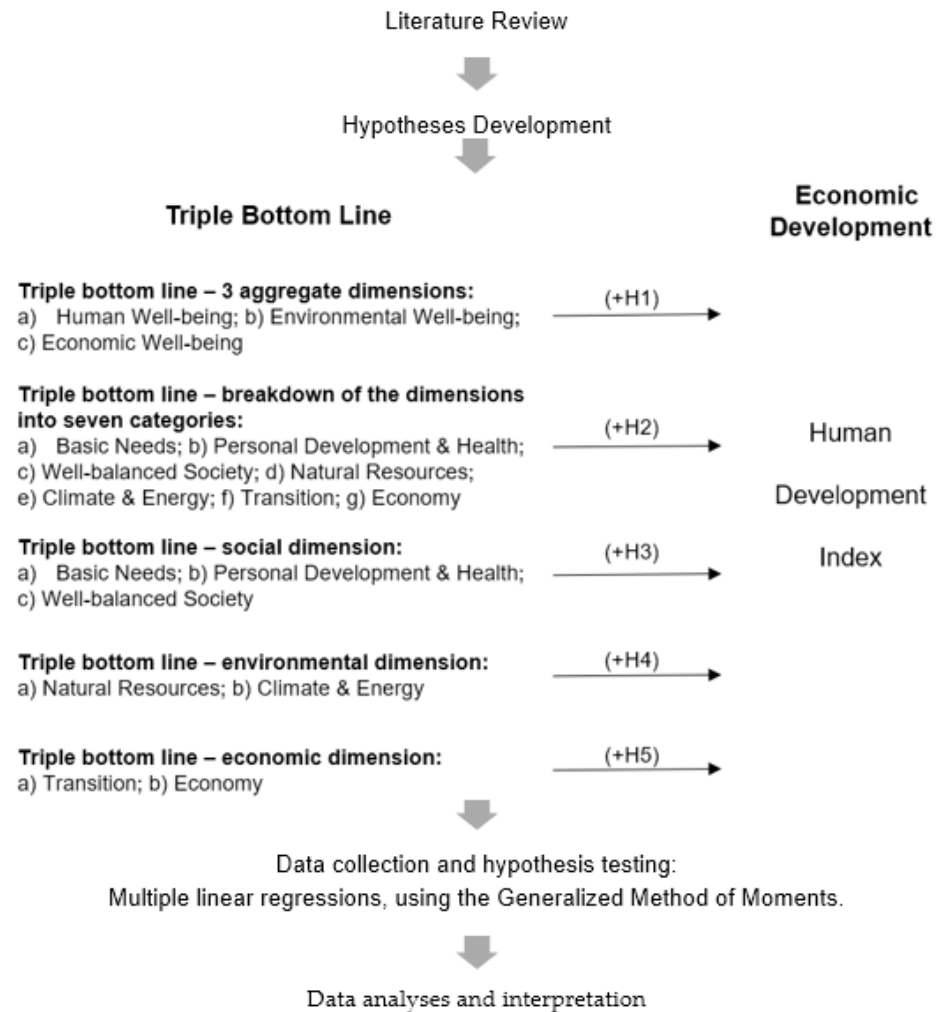 Literature Review
Hypotheses Development
Triple Bottom Line
Economic
Development
Triple bottom line – 3 aggregate dimensions:
a) Human Well-being; b) Environmental Well-being;
c) Economic Well-being
(+H1)
Triple bottom line – breakdown of the dimensions
into seven categories:
a) Basic Needs; b) Personal Development & Health;
c) Well-balanced Society; d) Natural Resources;
e) Climate & Energy; f) Transition; g) Economy
(+H2)
Human
Development
Index
Triple bottom line – social dimension:
a) Basic Needs; b) Personal Development & Health;
c) Well-balanced Society
(+H3)
Triple bottom line – environmental dimension:
a) Natural Resources; b) Climate & Energy
(+H4)
Triple bottom line – economic dimension:
a) Transition; b) Economy
(+H5)
Data collection and hypothesis testing:
Multiple linear regressions, using the Generalized Method of Moments.
Data analyses and interpretation